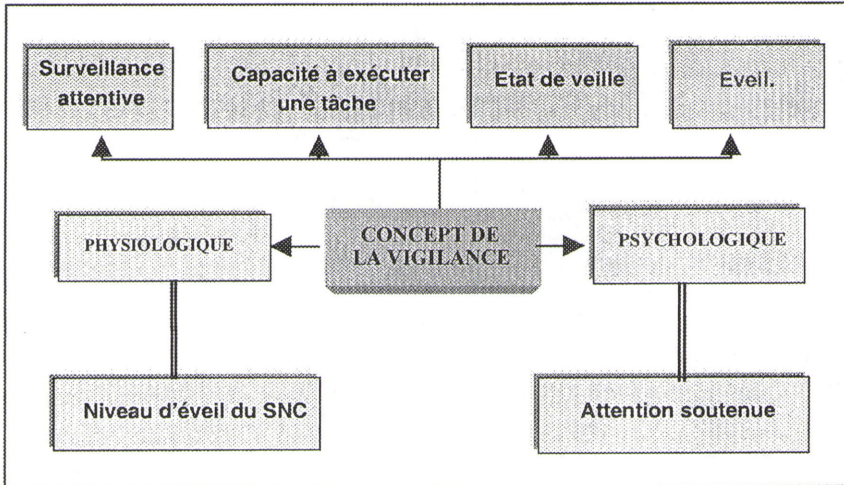 Surveillance
attentive
Capacité à exécuter
une tâche
Etat de veille
Eveil.
PHYSIOLOGIQUE
CONCEPT DE
LA VIGILANCE
PSYCHOLOGIQUE
Niveau d'éveil du SNC
Attention soutenue